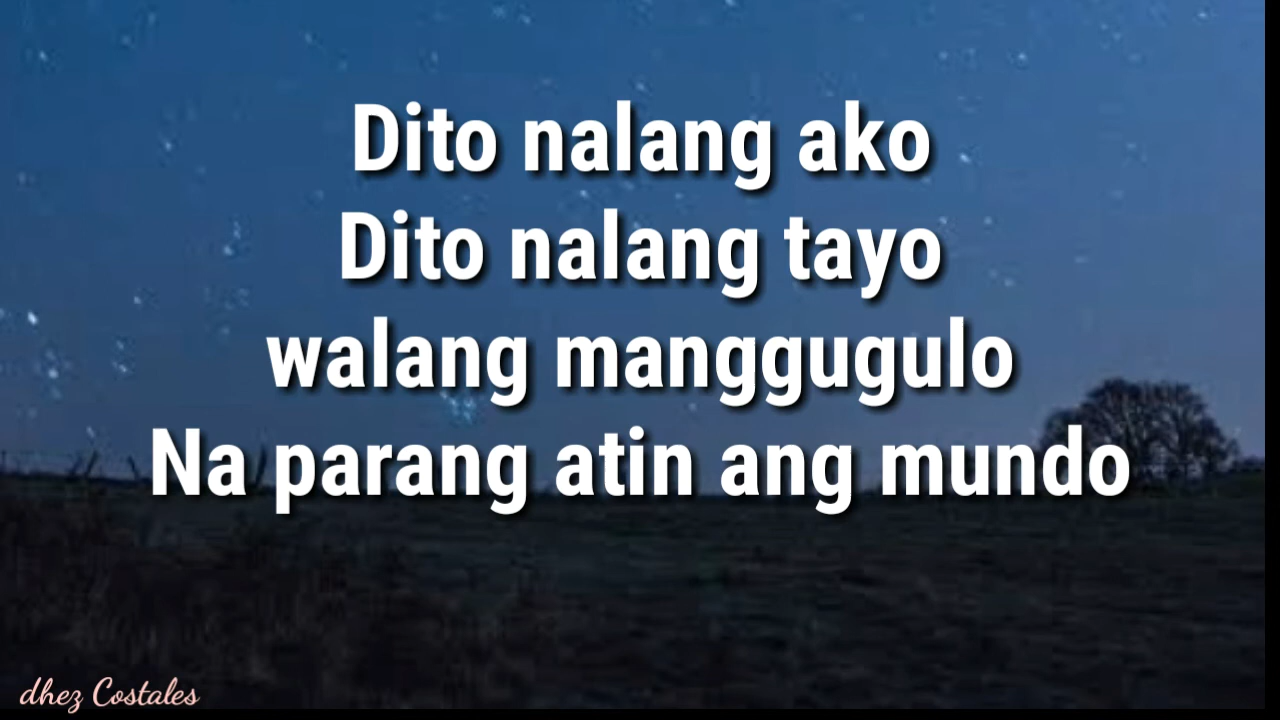 Dito nalang ako
Dito nalang tayo
walang manggugulo
Na parang atin ang mundo
dhez Costales